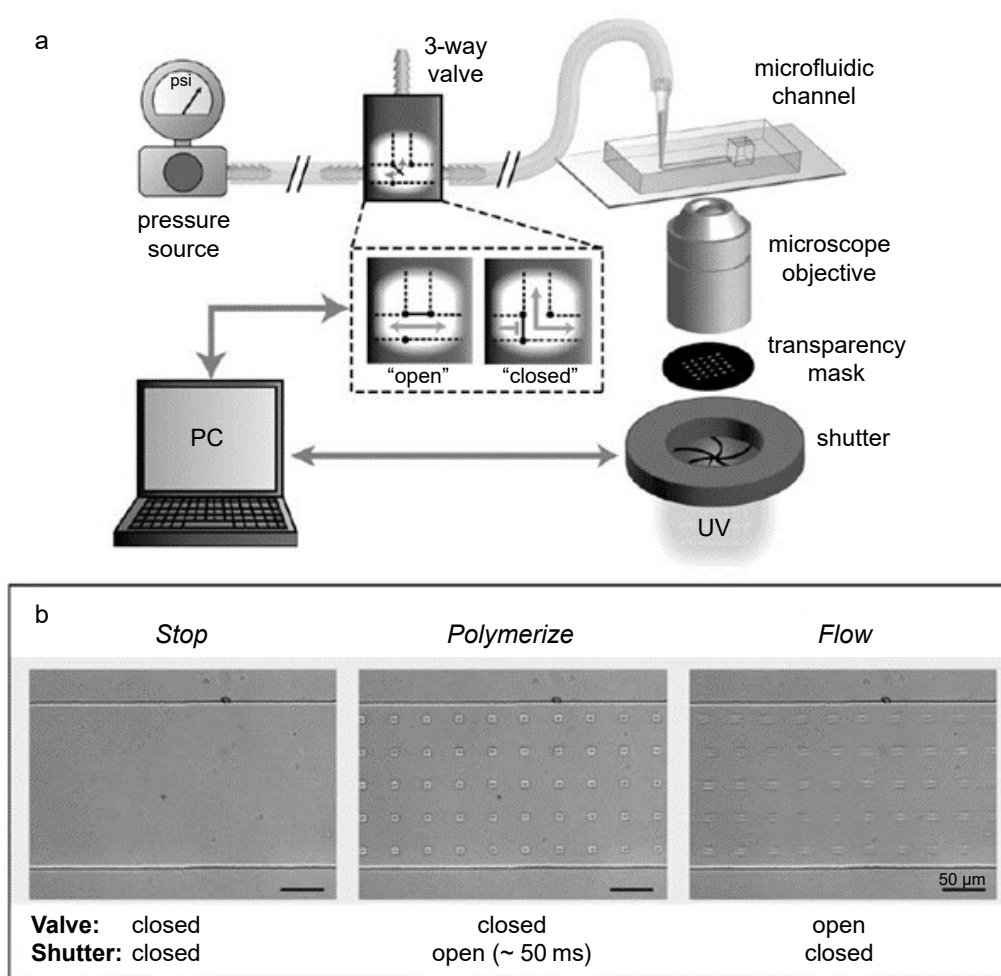 a
psi
3-way
valve
microfluidic
channel
pressure
source
microscope
objective
"open"
"closed"
transparency
mask
PC
shutter
UV
b
Stop
Polymerize
Flow
50 µm
Valve: closed closed open
Shutter: closed open (~ 50 ms) closed